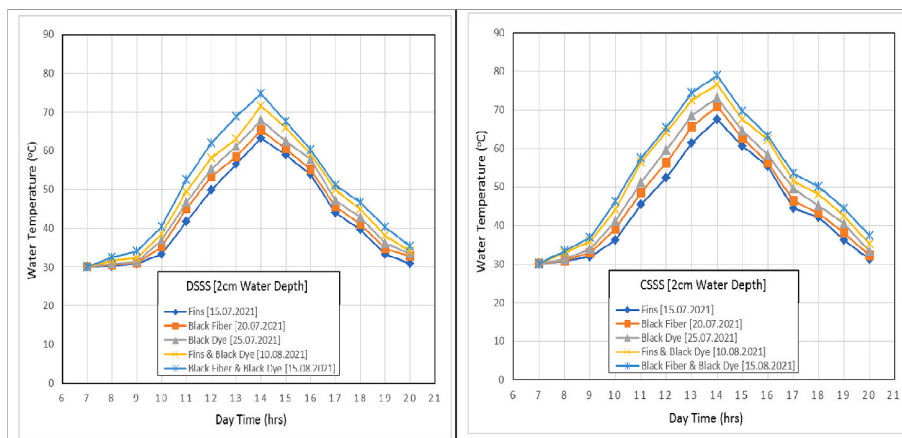 90
80
70
60
50
40
30
20
10
0
Water Temperature (ºC)
DSSS [2cm Water Depth]
Fins [15.07.2021]
Black Fiber [20.07.2021]
Black Dye [25.07.2021]
Fins & Black Dye [10.08.2021]
Black Fiber & Black Dye [15.08.2021]
6 7 8 9 10 11 12 13 14 15 16 17 18 19 20 21
Day Time (hrs)
90
80
70
60
50
40
30
20
10
0
Water Temperature (ºC)
CSSS [2cm Water Depth]
Fins [15.07.2021]
Black Fiber [20.07.2021]
Black Dye [25.07.2021]
Fins & Black Dye [10.08.2021]
Black Fiber & Black Dye [15.08.2021]
6 7 8 9 10 11 12 13 14 15 16 17 18 19 20 21
Day Time (hrs)